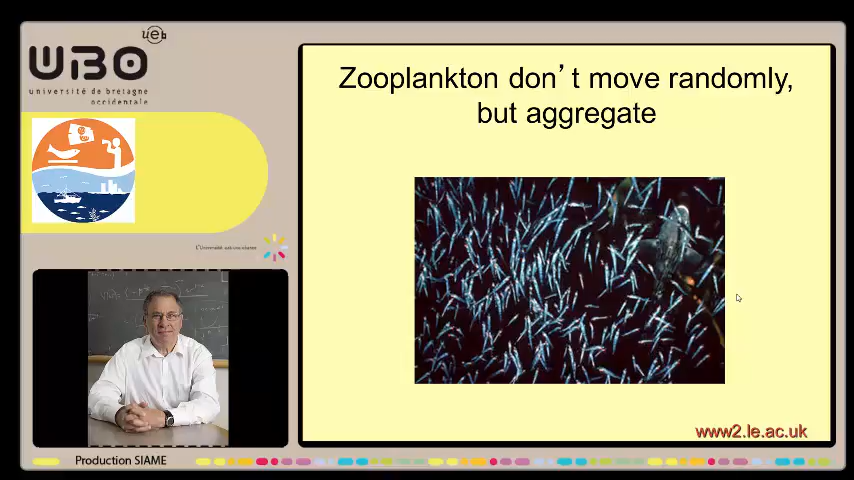 ueb
UBO
université de bretagne
occidentale
Zooplankton don't move randomly,
but aggregate
www2.le.ac.uk
Production SIAME